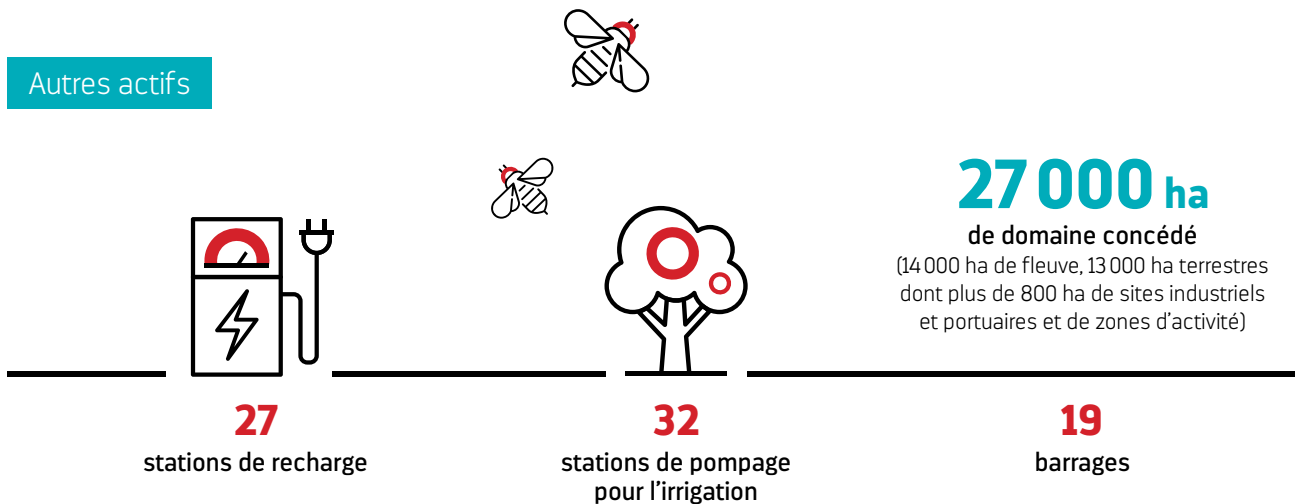 Autres actifs
27 000 ha
de domaine concédé
(14 000 ha de fleuve, 13 000 ha terrestres
dont plus de 800 ha de sites industriels
et portuaires et de zones d’activité)
27
stations de recharge
32
stations de pompage
pour l’irrigation
19
barrages